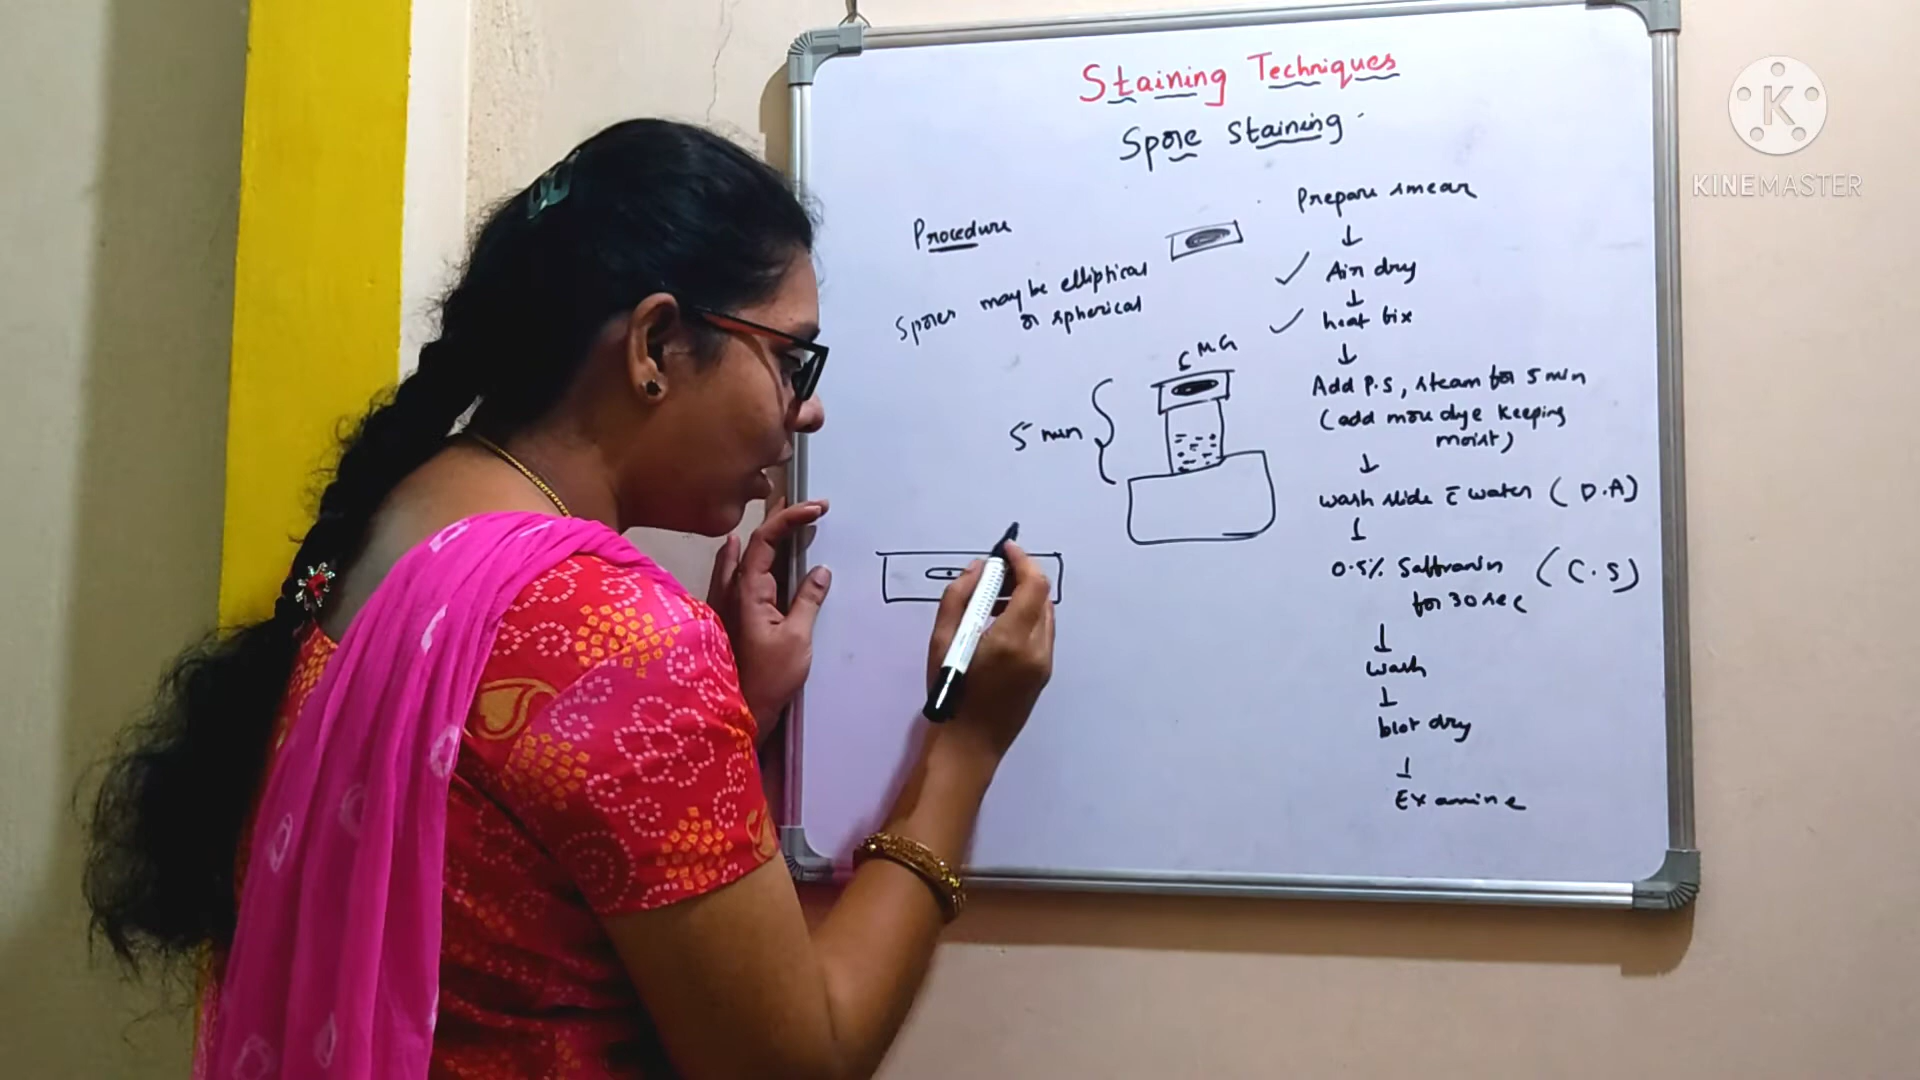 Staining Techniques
Spore staining
Procedure
Spores may be elliptical
or spherical
M.G
5 min
Prepare smear
↓
✓ Air dry
↓
✓ heat fix
↓
Add P.S, steam for 5 min
(add more dye keeping
moist)
↓
wash slide c̄ water (D.A)
↓
0.5% Saffranin (C.S)
for 30 sec
↓
wash
↓
blot dry
↓
Examine
K
KINEMASTER